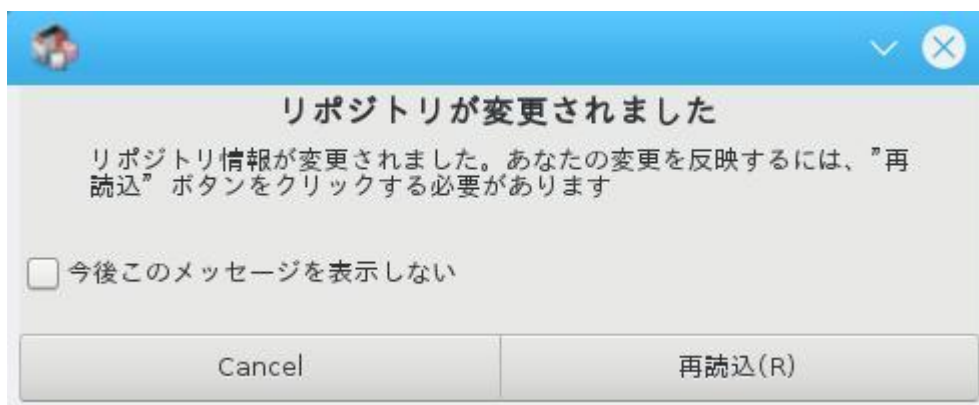 リポジトリが変更されました
リポジトリ情報が変更されました。あなたの変更を反映するには、”再
読込” ボタンをクリックする必要があります
今後このメッセージを表示しない
Cancel
再読込(R)